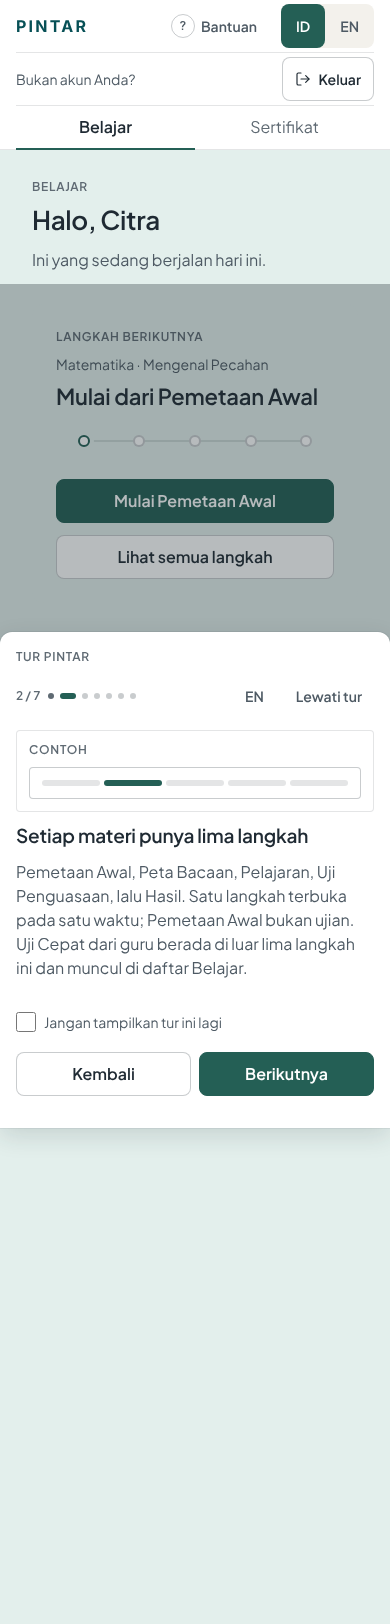 PINTAR
? Bantuan
ID
EN
Bukan akun Anda?
Keluar
Belajar
Sertifikat
BELAJAR
Halo, Citra
Ini yang sedang berjalan hari ini.
LANGKAH BERIKUTNYA
Matematika · Mengenal Pecahan
Mulai dari Pemetaan Awal
Mulai Pemetaan Awal
Lihat semua langkah
TUR PINTAR
2 / 7
EN
Lewati tur
CONTOH
Setiap materi punya lima langkah
Pemetaan Awal, Peta Bacaan, Pelajaran, Uji
Penguasaan, lalu Hasil. Satu langkah terbuka
pada satu waktu; Pemetaan Awal bukan ujian.
Uji Cepat dari guru berada di luar lima langkah
ini dan muncul di daftar Belajar.
Jangan tampilkan tur ini lagi
Kembali
Berikutnya